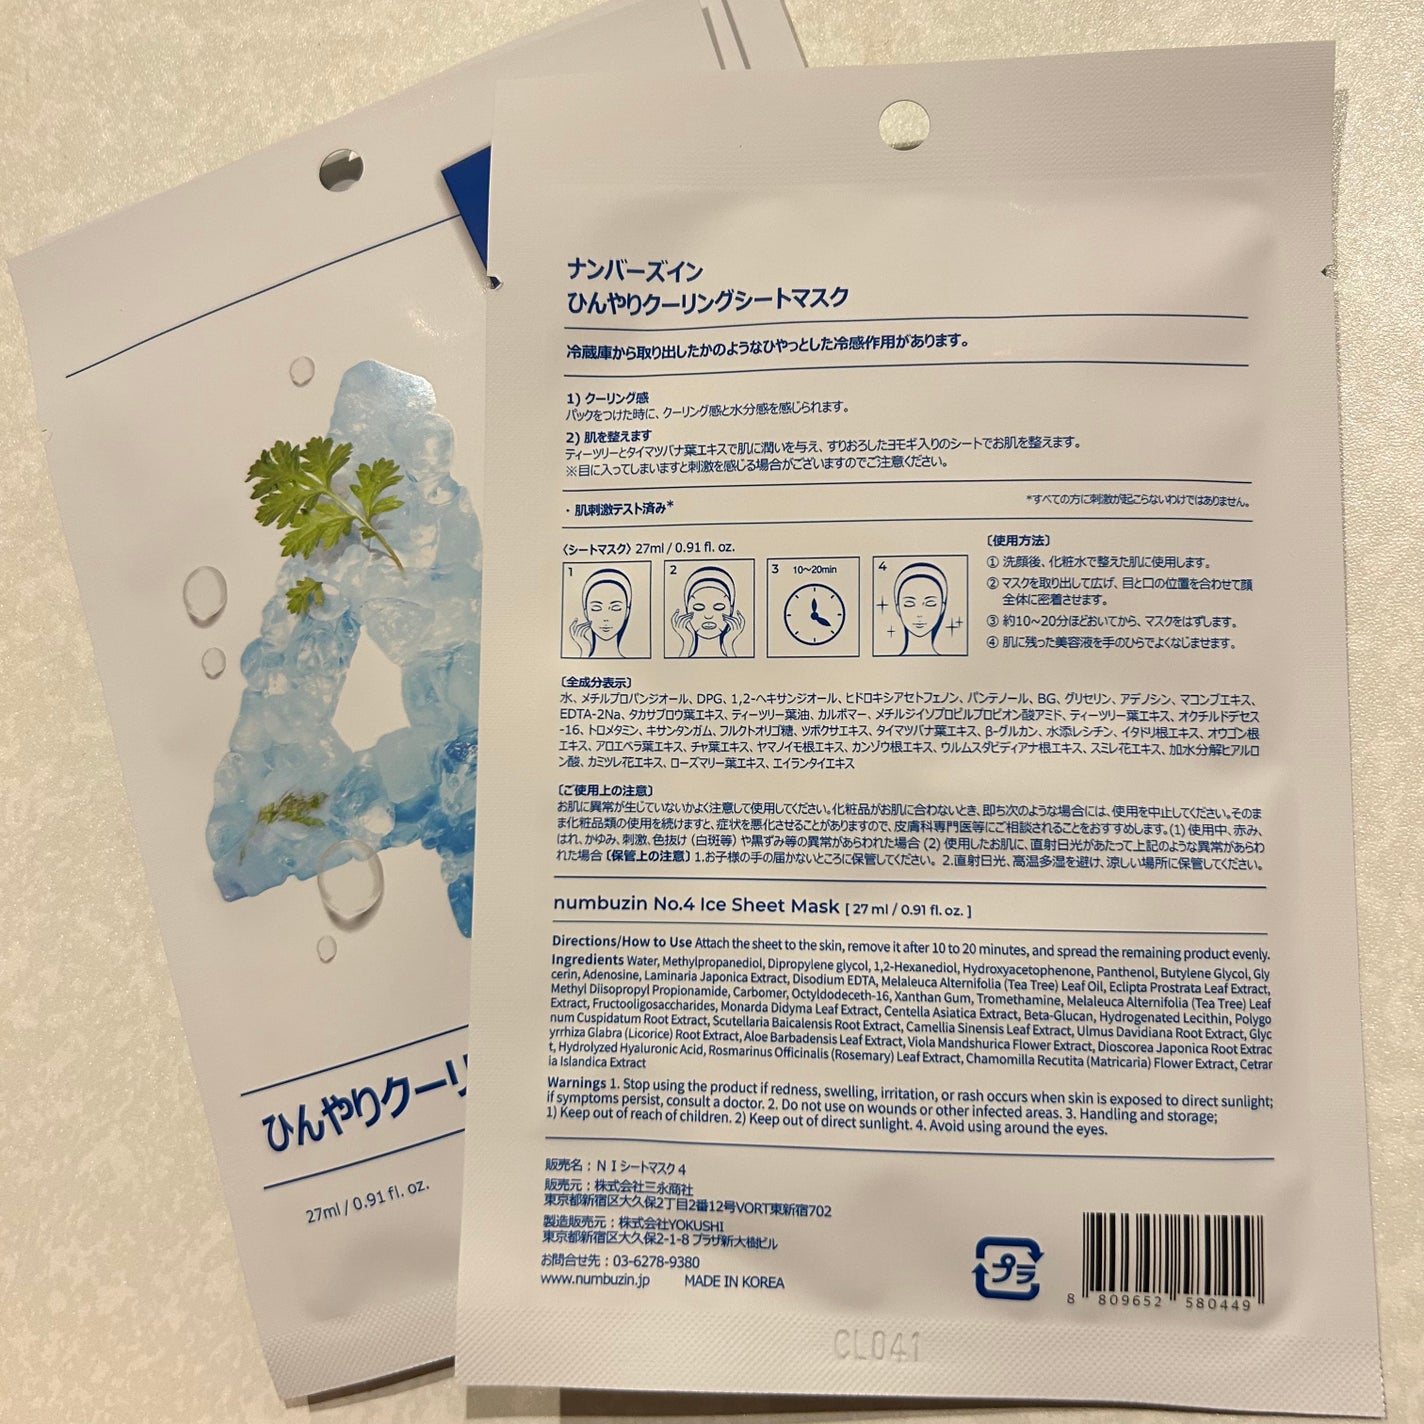 ナンバーズイン
ひんやりクーリングシートマスク
冷蔵庫から取り出したかのようなひやっとした冷感作用があります。
1) クーリング感
パックをつけた時に、クーリング感と水分感を感じられます。
2) 肌を整えます
ティーツリーとタイマツバナ葉エキスで肌に潤いを与え、すりおろしたヨモギ入りのシートでお肌を整えます。
※目に入ってしまいますと刺激を感じる場合がございますのでご注意ください。
・肌刺激テスト済み*
*すべての方に刺激が起こらないわけではありません。
〈シートマスク〉 27ml / 0.91 fl. oz.
1
2
3 10~20min
4
〔使用方法〕
① 洗顔後、化粧水で整えた肌に使用します。
② マスクを取り出して広げ、目と口の位置を合わせて顔
全体に密着させます。
③ 約10~20分ほどおいてから、マスクをはずします。
④ 肌に残った美容液を手のひらでよくなじませます。
〔全成分表示〕
水、メチルプロパンジオール、DPG、1,2-ヘキサンジオール、ヒドロキシアセトフェノン、パンテノール、BG、グリセリン、アデノシン、マコンブエキス、
EDTA-2Na、タカサブロウ葉エキス、ティーツリー葉油、カルボマー、メチルジイソプロピルプロピオン酸アミド、ティーツリー葉エキス、オクチルドデセス
-16、トロメタミン、キサンタンガム、フルクトオリゴ糖、ツボクサエキス、タイマツバナ葉エキス、β-グルカン、水添レシチン、イタドリ根エキス、オウゴン根
エキス、アロエベラ葉エキス、チャ葉エキス、ヤマノイモ根エキス、カンゾウ根エキス、ウルムスダビディアナ根エキス、スミレ花エキス、加水分解ヒアルロ
ン酸、カミツレ花エキス、ローズマリー葉エキス、エイランタイエキス
〔ご使用上の注意〕
お肌に異常が生じていないかよく注意して使用してください。化粧品がお肌に合わないとき、即ち次のような場合には、使用を中止してください。そのま
ま化粧品類の使用を続けますと、症状を悪化させることがありますので、皮膚科専門医等にご相談されることをおすすめします。(1) 使用中、赤み、
はれ、かゆみ、刺激、色抜け (白斑等) や黒ずみ等の異常があらわれた場合 (2) 使用したお肌に、直射日光があたって上記のような異常があらわ
れた場合 〔保管上の注意〕 1.お子様の手の届かないところに保管してください。 2.直射日光、高温多湿を避け、涼しい場所に保管してください。
numbuzin No.4 Ice Sheet Mask [ 27 ml / 0.91 fl. oz. ]
Directions/How to Use Attach the sheet to the skin, remove it after 10 to 20 minutes, and spread the remaining product evenly.
Ingredients Water, Methylpropanediol, Dipropylene glycol, 1,2-Hexanediol, Hydroxyacetophenone, Panthenol, Butylene Glycol, Gly
cerin, Adenosine, Laminaria Japonica Extract, Disodium EDTA, Melaleuca Alternifolia (Tea Tree) Leaf Oil, Eclipta Prostrata Leaf Extract,
Methyl Diisopropyl Propionamide, Carbomer, Octyldodeceth-16, Xanthan Gum, Tromethamine, Melaleuca Alternifolia (Tea Tree) Leaf
Extract, Fructooligosaccharides, Monarda Didyma Leaf Extract, Centella Asiatica Extract, Beta-Glucan, Hydrogenated Lecithin, Polygo
num Cuspidatum Root Extract, Scutellaria Baicalensis Root Extract, Camellia Sinensis Leaf Extract, Ulmus Davidiana Root Extract, Glyc
yrrhiza Glabra (Licorice) Root Extract, Aloe Barbadensis Leaf Extract, Viola Mandshurica Flower Extract, Dioscorea Japonica Root Extrac
t, Hydrolyzed Hyaluronic Acid, Rosmarinus Officinalis (Rosemary) Leaf Extract, Chamomilla Recutita (Matricaria) Flower Extract, Cetrar
ia Islandica Extract
Warnings 1. Stop using the product if redness, swelling, irritation, or rash occurs when skin is exposed to direct sunlight;
if symptoms persist, consult a doctor. 2. Do not use on wounds or other infected areas. 3. Handling and storage;
1) Keep out of reach of children. 2) Keep out of direct sunlight. 4. Avoid using around the eyes.
販売名：ＮＩシートマスク４
販売元：株式会社三永商社
東京都新宿区大久保2丁目2番12号VORT東新宿702
製造販売元：株式会社YOKUSHI
東京都新宿区大久保2-1-8 プラザ新大樹ビル
お問合せ先：03-6278-9380
www.numbuzin.jp MADE IN KOREA
プラ
8 809652 580449
CL041
ひんやりクーリ
27ml / 0.91 fl. oz.